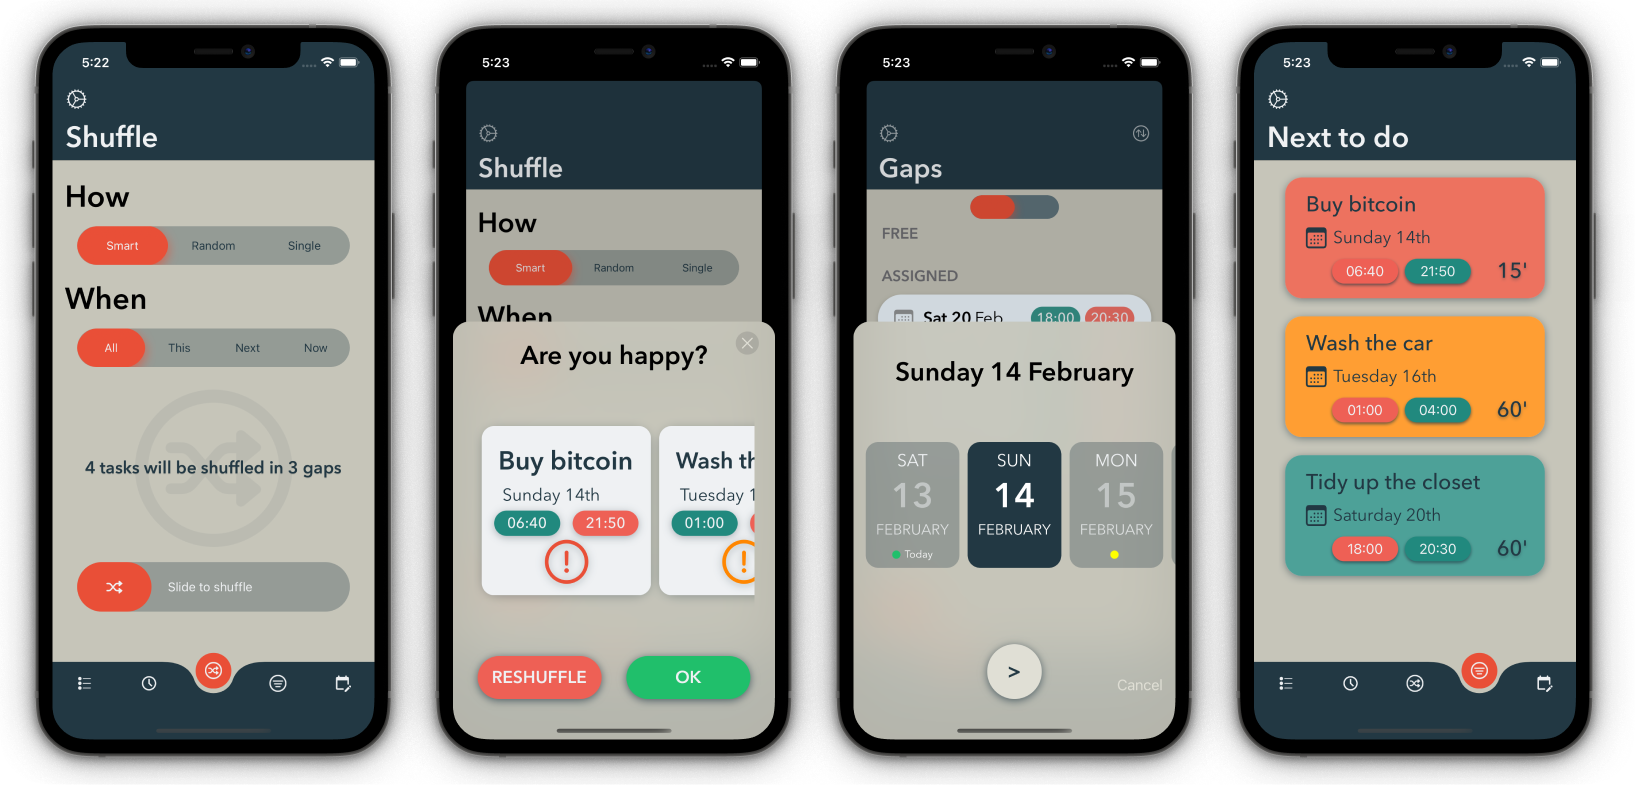 5:22
Shuffle
How
Smart Random Single
When
All This Next Now
4 tasks will be shuffled in 3 gaps
Slide to shuffle
5:23
Shuffle
How
Smart Random Single
When
Are you happy?
Buy bitcoin
Sunday 14th
06:40 21:50
!
Wash th
Tuesday 1
01:00
!
RESHUFFLE OK
5:23
Gaps
FREE
ASSIGNED
Sat 20 Feb 18:00 20:30
Sunday 14 February
SAT
13
FEBRUARY
Today
SUN
14
FEBRUARY
MON
15
FEBRUARY
>
Cancel
5:23
Next to do
Buy bitcoin
Sunday 14th
06:40 21:50 15'
Wash the car
Tuesday 16th
01:00 04:00 60'
Tidy up the closet
Saturday 20th
18:00 20:30 60'